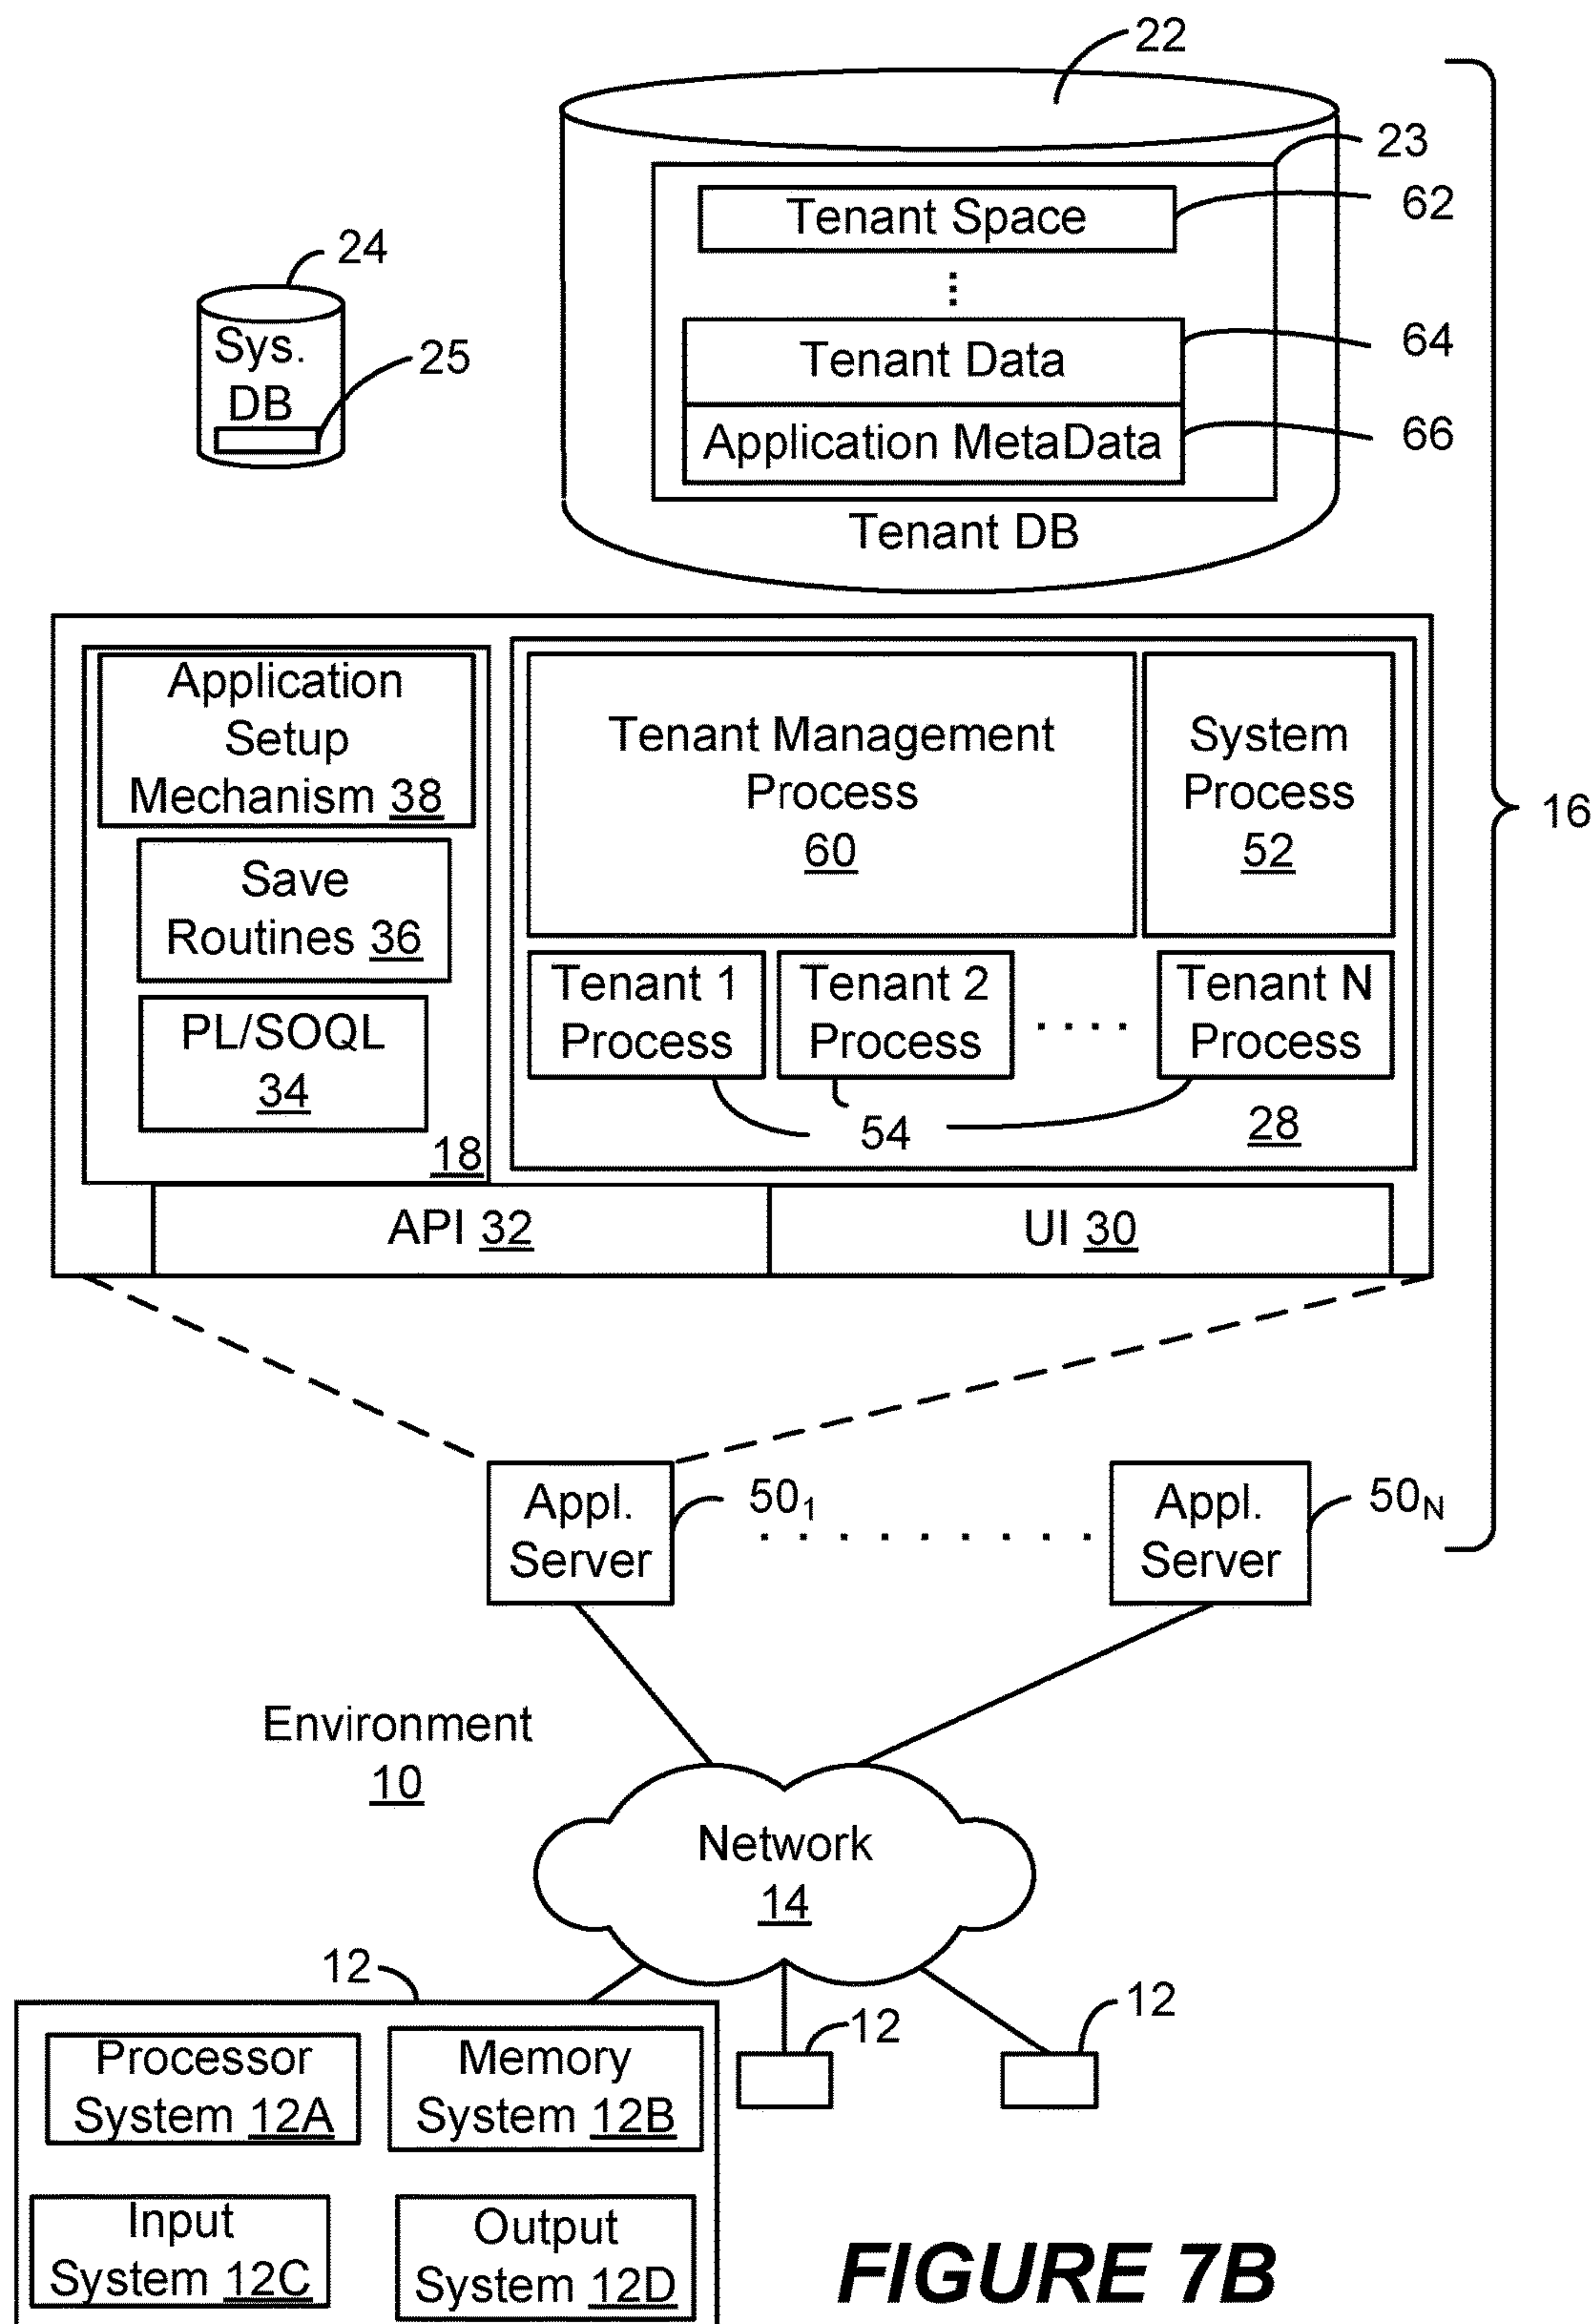 22
23
Tenant Space
62
24
Sys.
DB
25
Tenant Data
64
Application MetaData
66
Tenant DB
Application
Setup
Mechanism 38
Tenant Management
Process
60
System
Process
52
16
Save
Routines 36
Tenant 1
Process
Tenant 2
Process
....
Tenant N
Process
PL/SOQL
34
54
28
18
API 32
UI 30
Appl.
Server
50₁
Appl.
Server
50N
Environment
10
Network
14
12
12
12
Processor
System 12A
Memory
System 12B
Input
System 12C
Output
System 12D
FIGURE 7B